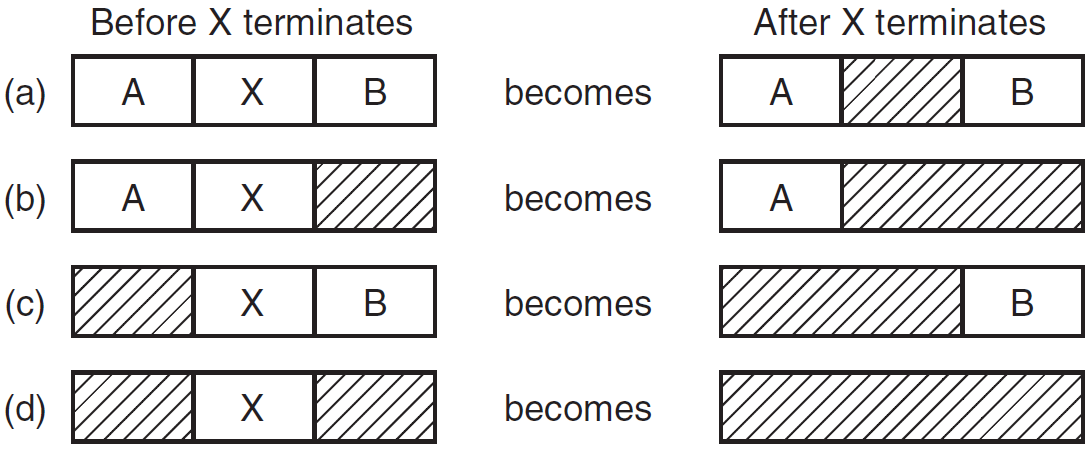 Before X terminates After X terminates
(a) A X B becomes A B
(b) A X becomes A
(c) X B becomes B
(d) X becomes